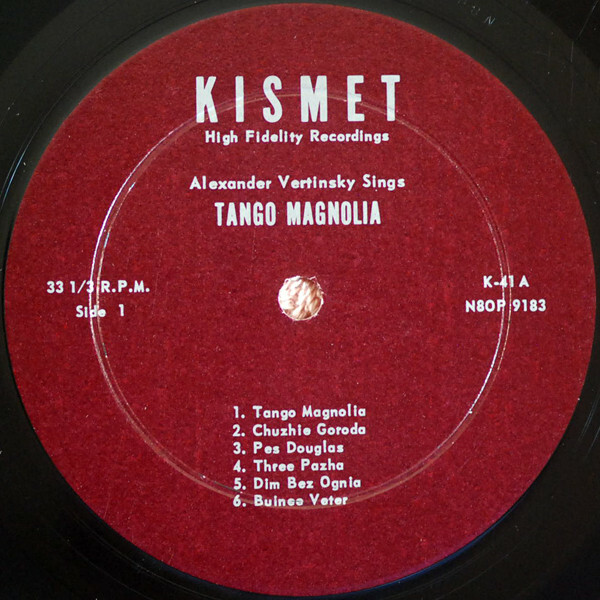 KISMET
High Fidelity Recordings
Alexander Vertinsky Sings
TANGO MAGNOLIA
33 1/3 R.P.M.
Side 1
K-41 A
N8OP 9183
1. Tango Magnolia
2. Chuzhie Goroda
3. Pes Douglas
4. Three Pazha
5. Dim Bez Ognia
6. Buinee Veter